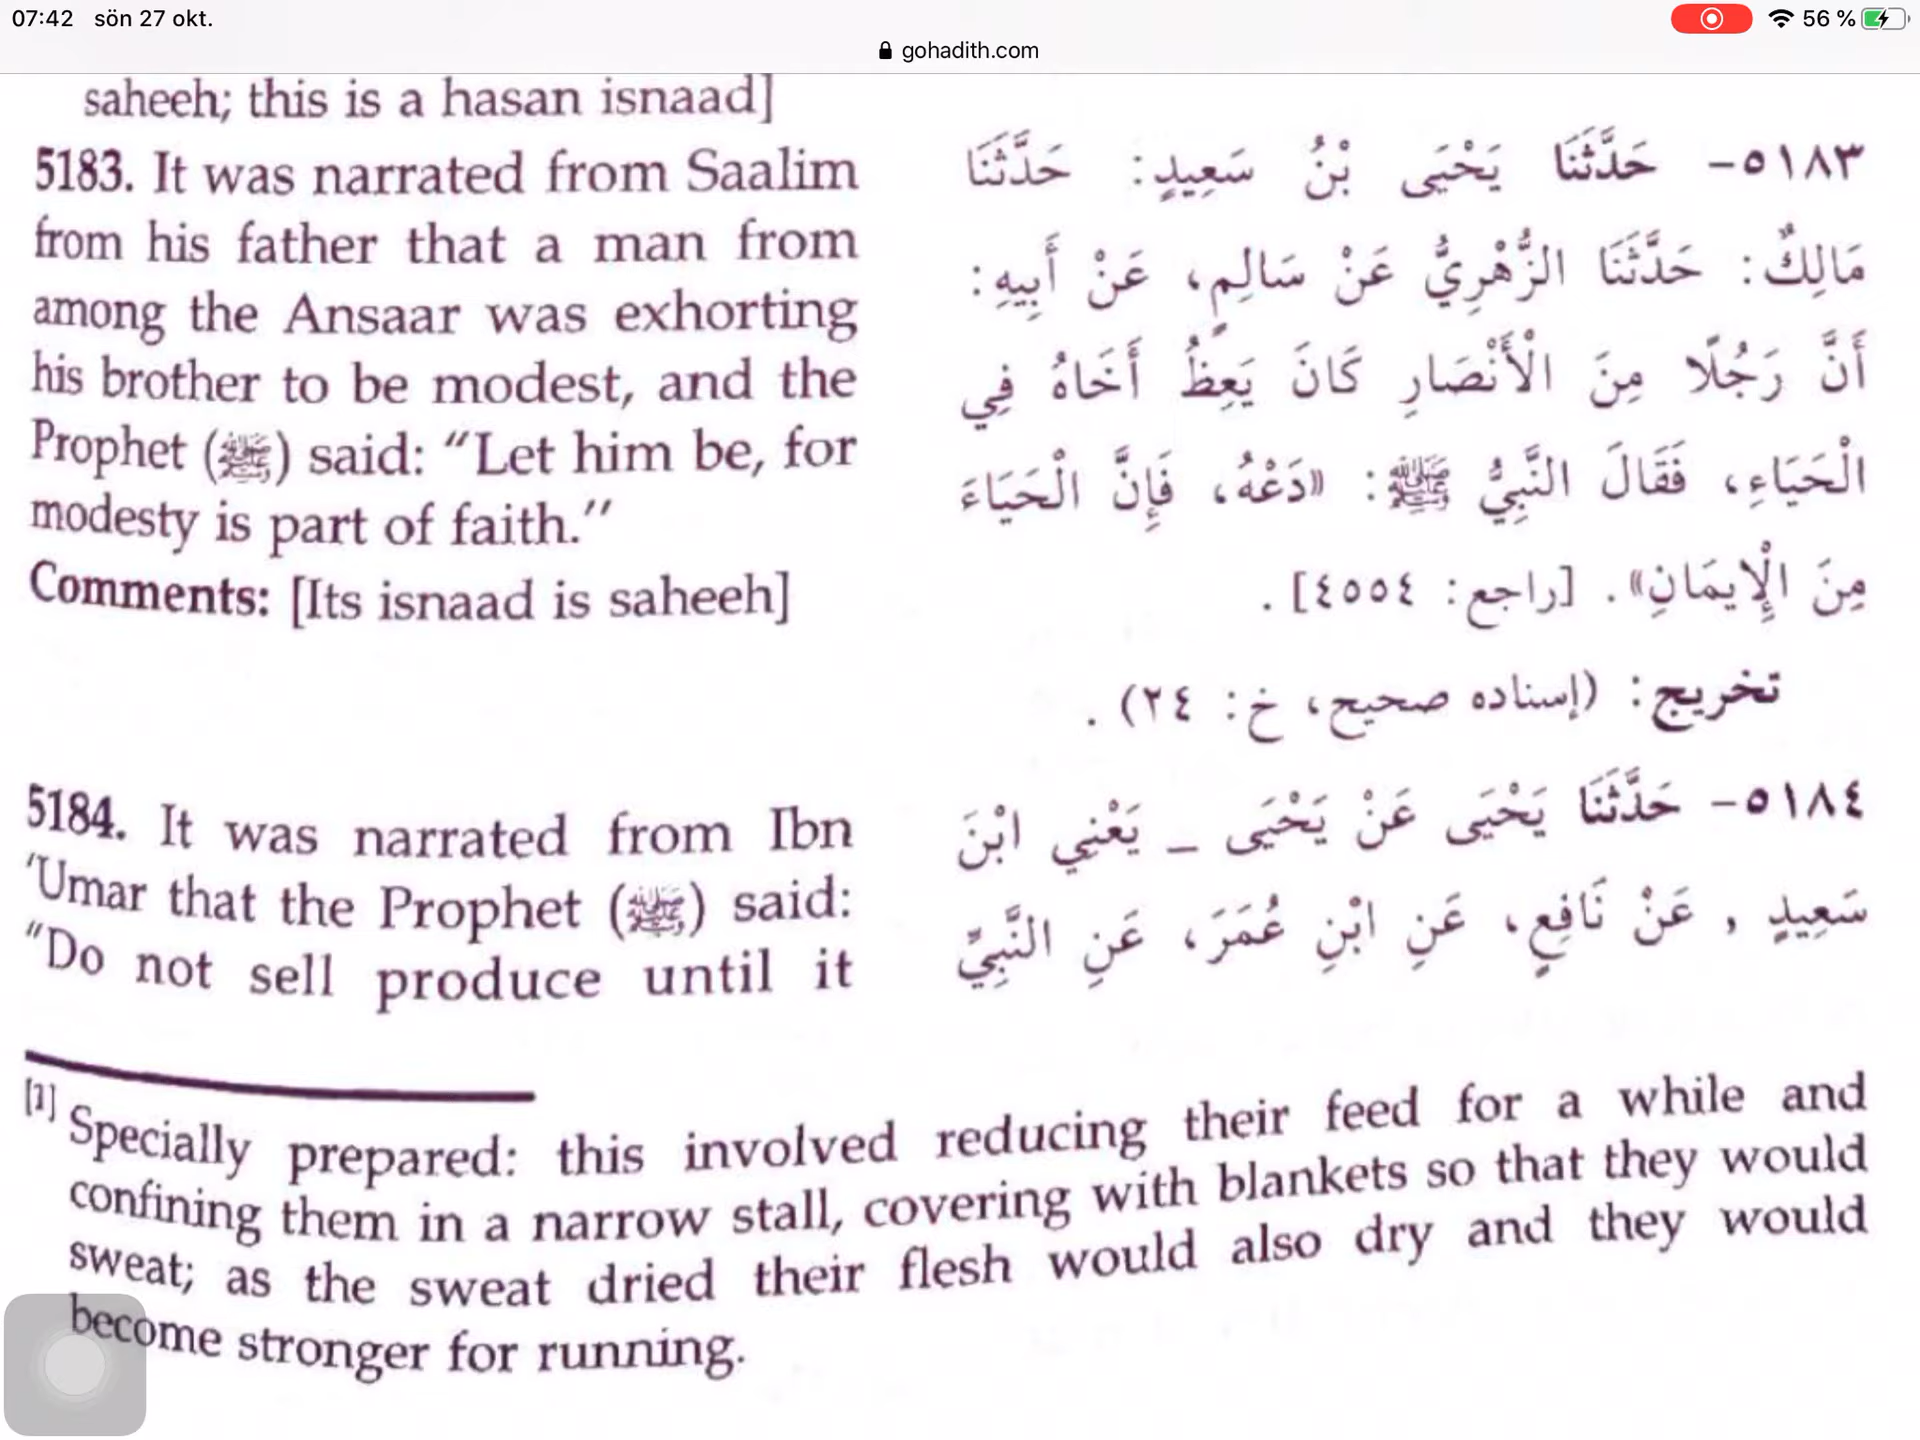 07:42 sön 27 okt.
56 %
gohadith.com
saheeh; this is a hasan isnaad]
5183. It was narrated from Saalim
from his father that a man from
among the Ansaar was exhorting
his brother to be modest, and the
Prophet (ﷺ) said: “Let him be, for
modesty is part of faith.”
Comments: [Its isnaad is saheeh]
5184. It was narrated from Ibn
‘Umar that the Prophet (ﷺ) said:
“Do not sell produce until it
٥١٨٣- حَدَّثَنَا يَحْيَى بْنُ سَعِيدٍ: حَدَّثَنَا
مَالِكٌ: حَدَّثَنَا الزُّهْرِيُّ عَنْ سَالِمٍ، عَنْ أَبِيهِ:
أَنَّ رَجُلًا مِنَ الْأَنْصَارِ كَانَ يَعِظُ أَخَاهُ فِي
الْحَيَاءِ، فَقَالَ النَّبِيُّ ﷺ: «دَعْهُ، فَإِنَّ الْحَيَاءَ
مِنَ الْإِيمَانِ». [راجع: ٤٥٥٤].
تخريج: (إسناده صحيح، خ: ٢٤).
٥١٨٤- حَدَّثَنَا يَحْيَى عَنْ يَحْيَى – يَعْنِي ابْنَ
سَعِيدٍ , عَنْ نَافِعٍ، عَنِ ابْنِ عُمَرَ، عَنِ النَّبِيِّ
[1] Specially prepared: this involved reducing their feed for a while and
confining them in a narrow stall, covering with blankets so that they would
sweat; as the sweat dried their flesh would also dry and they would
become stronger for running.